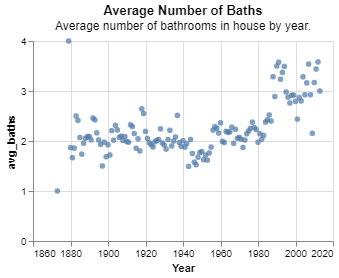 Average Number of Baths
Average number of bathrooms in house by year.
avg_baths
4
3
2
1
0
1860 1880 1900 1920 1940 1960 1980 2000 2020
Year